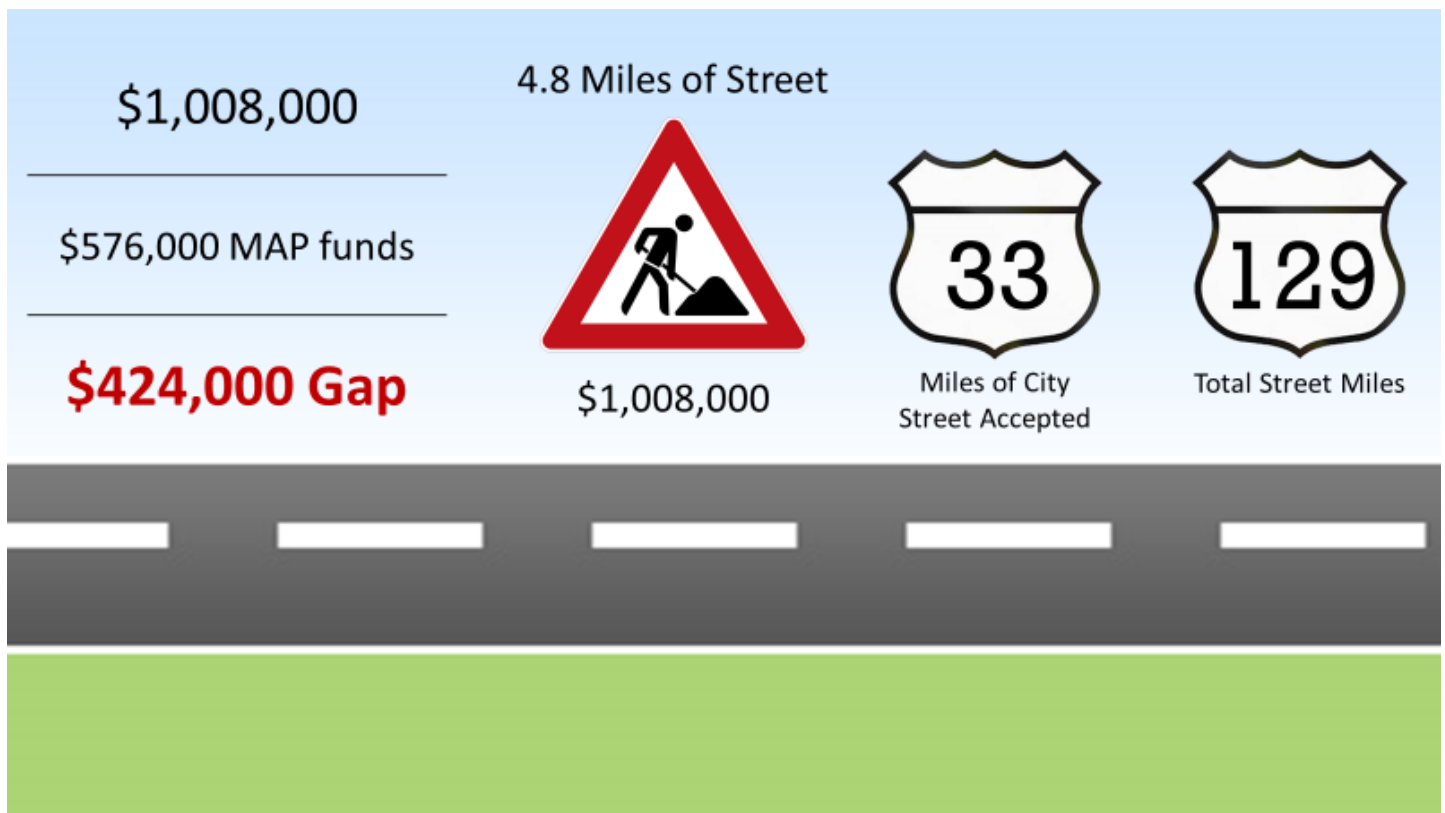 $1,008,000
$576,000 MAP funds
$424,000 Gap
4.8 Miles of Street
$1,008,000
33
Miles of City
Street Accepted
129
Total Street Miles